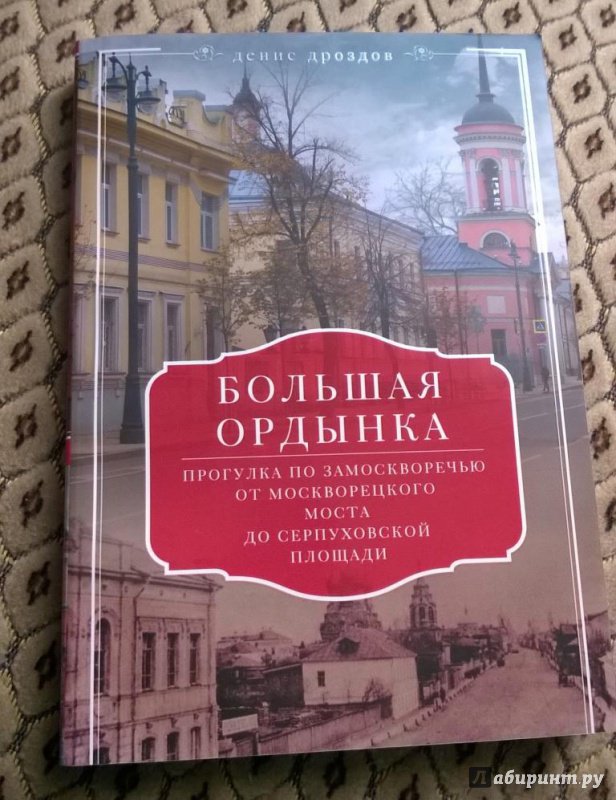 денис дроздов
БОЛЬШАЯ
ОРДЫНКА
ПРОГУЛКА ПО ЗАМОСКВОРЕЧЬЮ
ОТ МОСКВОРЕЦКОГО
МОСТА
ДО СЕРПУХОВСКОЙ
ПЛОЩАДИ
Лабиринт.ру